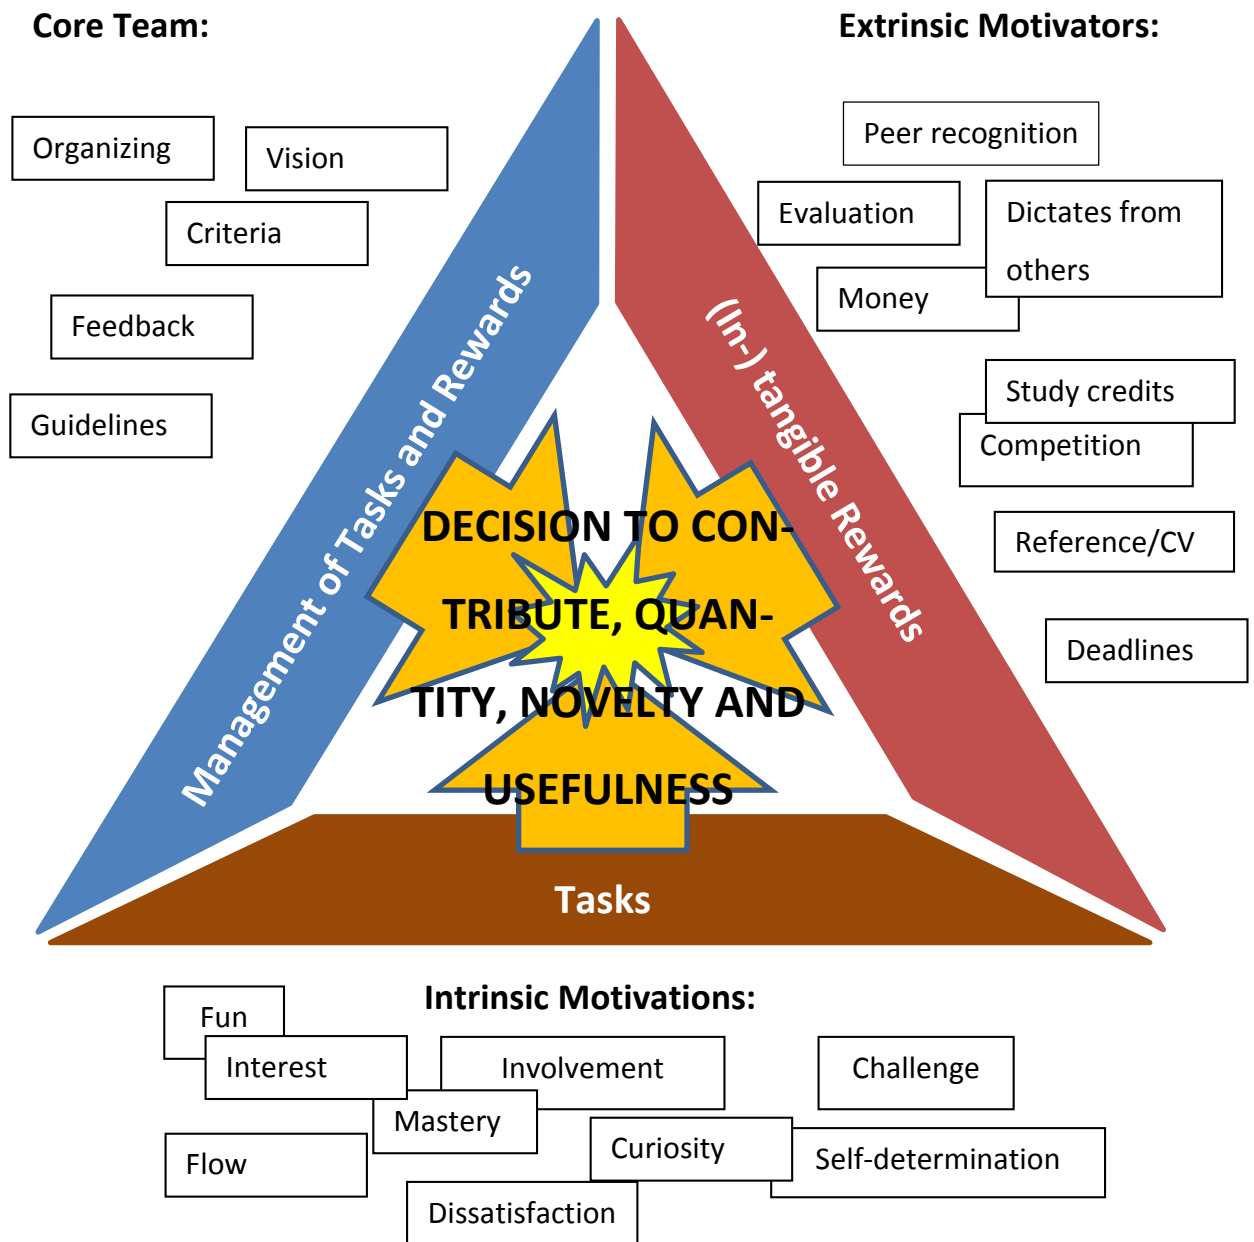 Core Team:
Organizing
Vision
Criteria
Feedback
Guidelines
Management of Tasks and Rewards
Extrinsic Motivators:
Peer recognition
Evaluation
Dictates from
others
Money
Study credits
Competition
Reference/CV
Deadlines
(In-) tangible Rewards
DECISION TO CON-
TRIBUTE, QUAN-
TITY, NOVELTY AND
USEFULNESS
Tasks
Intrinsic Motivations:
Fun
Interest
Involvement
Challenge
Mastery
Flow
Curiosity
Self-determination
Dissatisfaction